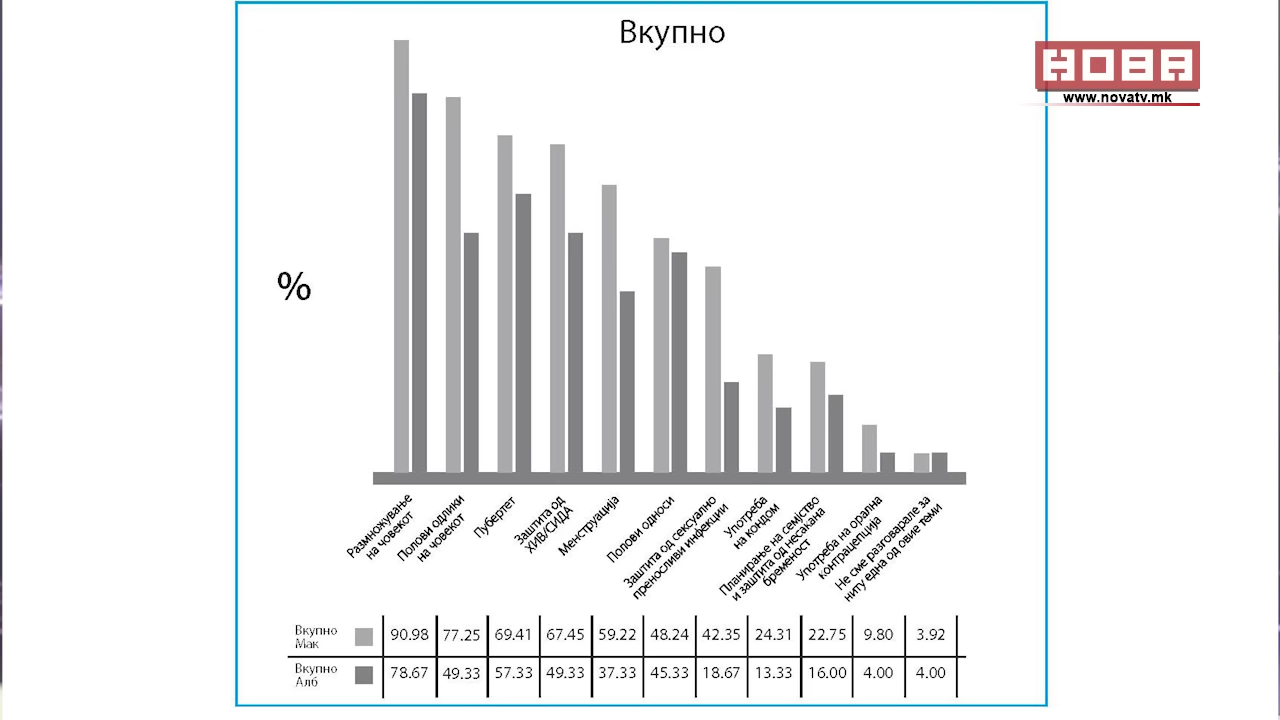 Вкупно
НОВА
www.novatv.mk
%
Размножување
на човекот
Полови одлики
на човекот
Пубертет
Заштита од
ХИВ/СИДА
Менструација
Полови односи
Заштита од сексуално
преносливи инфекции
Употреба
на кондом
Планирање на семјство
и заштита од несакана
бременост
Употреба на орална
контрацепција
Не сме разговарале за
ниту една од овие теми
Вкупно
Мак
90.98 77.25 69.41 67.45 59.22 48.24 42.35 24.31 22.75 9.80 3.92
Вкупно
Алб
78.67 49.33 57.33 49.33 37.33 45.33 18.67 13.33 16.00 4.00 4.00